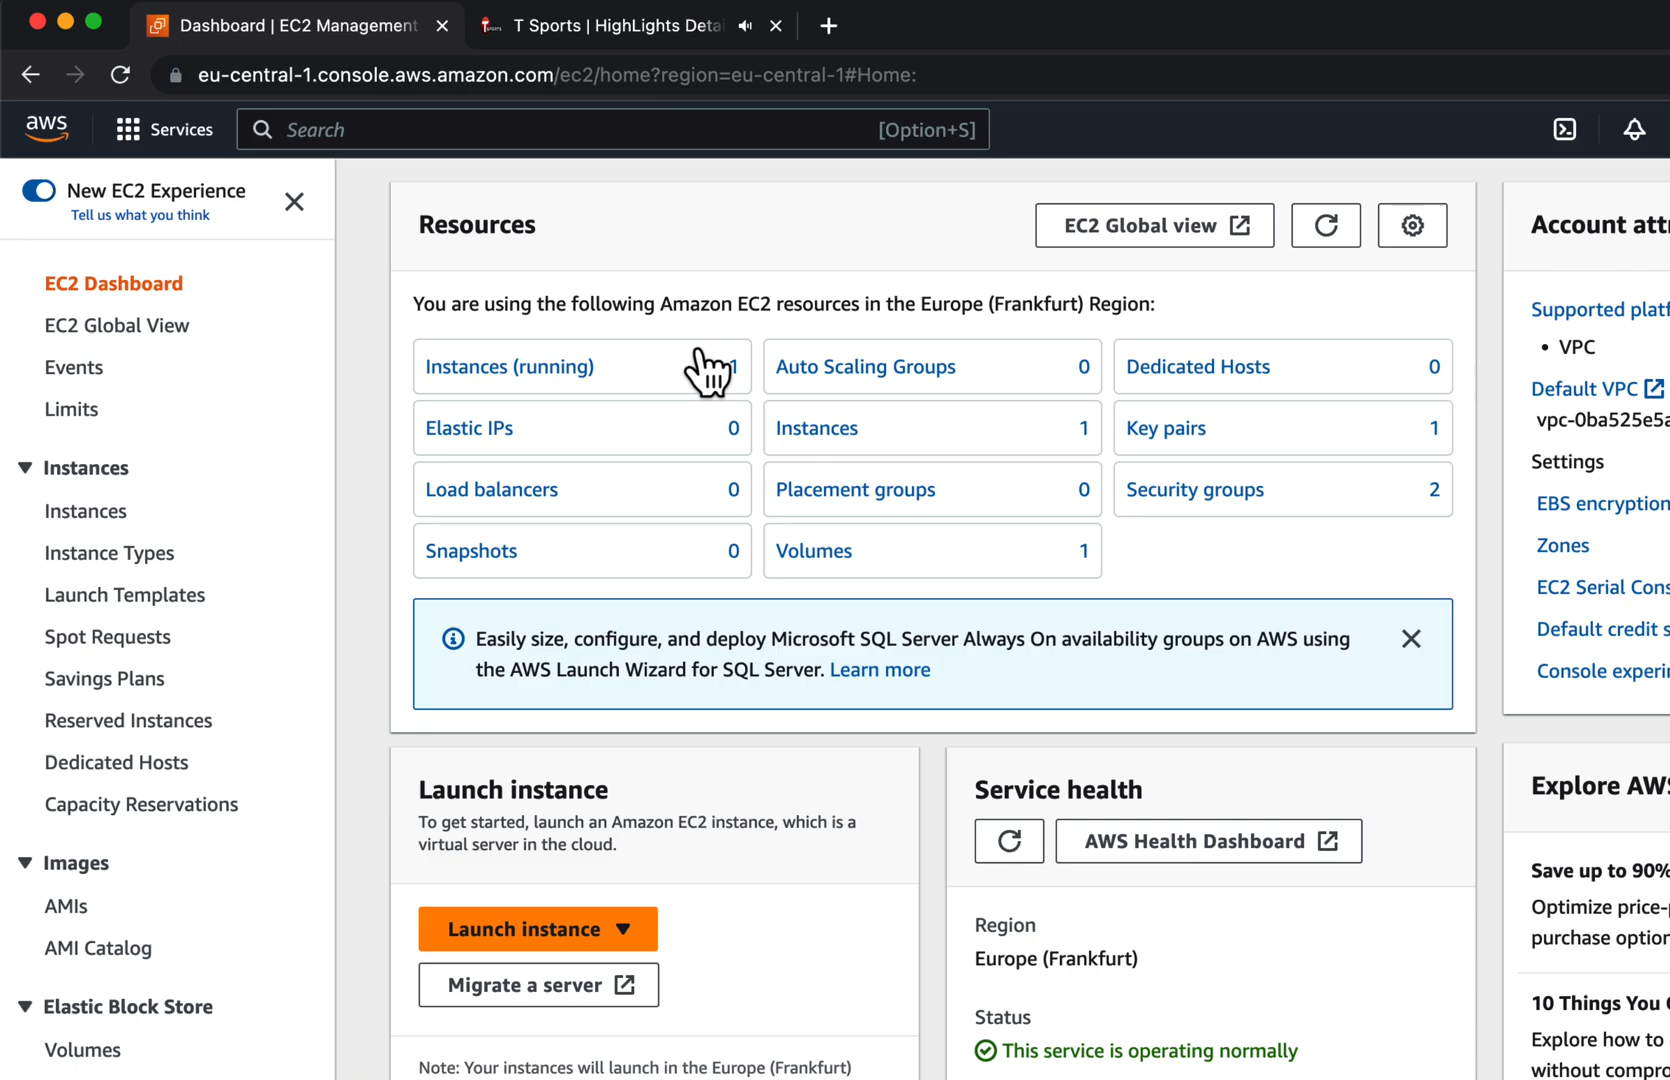 Dashboard | EC2 Management
T Sports | HighLights Deta
eu-central-1.console.aws.amazon.com/ec2/home?region=eu-central-1#Home:
aws
Services
Search
[Option+S]
New EC2 Experience
Tell us what you think
EC2 Dashboard
EC2 Global View
Events
Limits
Instances
Instances
Instance Types
Launch Templates
Spot Requests
Savings Plans
Reserved Instances
Dedicated Hosts
Capacity Reservations
Images
AMIs
AMI Catalog
Elastic Block Store
Volumes
Resources
EC2 Global view
You are using the following Amazon EC2 resources in the Europe (Frankfurt) Region:
Instances (running) 1
Auto Scaling Groups 0
Dedicated Hosts 0
Elastic IPs 0
Instances 1
Key pairs 1
Load balancers 0
Placement groups 0
Security groups 2
Snapshots 0
Volumes 1
Easily size, configure, and deploy Microsoft SQL Server Always On availability groups on AWS using
the AWS Launch Wizard for SQL Server. Learn more
Launch instance
To get started, launch an Amazon EC2 instance, which is a
virtual server in the cloud.
Launch instance
Migrate a server
Note: Your instances will launch in the Europe (Frankfurt)
Service health
AWS Health Dashboard
Region
Europe (Frankfurt)
Status
This service is operating normally
Account att
Supported platf
• VPC
Default VPC
vpc-0ba525e5a
Settings
EBS encryption
Zones
EC2 Serial Cons
Default credit s
Console experi
Explore AWS
Save up to 90%
Optimize price-p
purchase option
10 Things You C
Explore how to
without compro